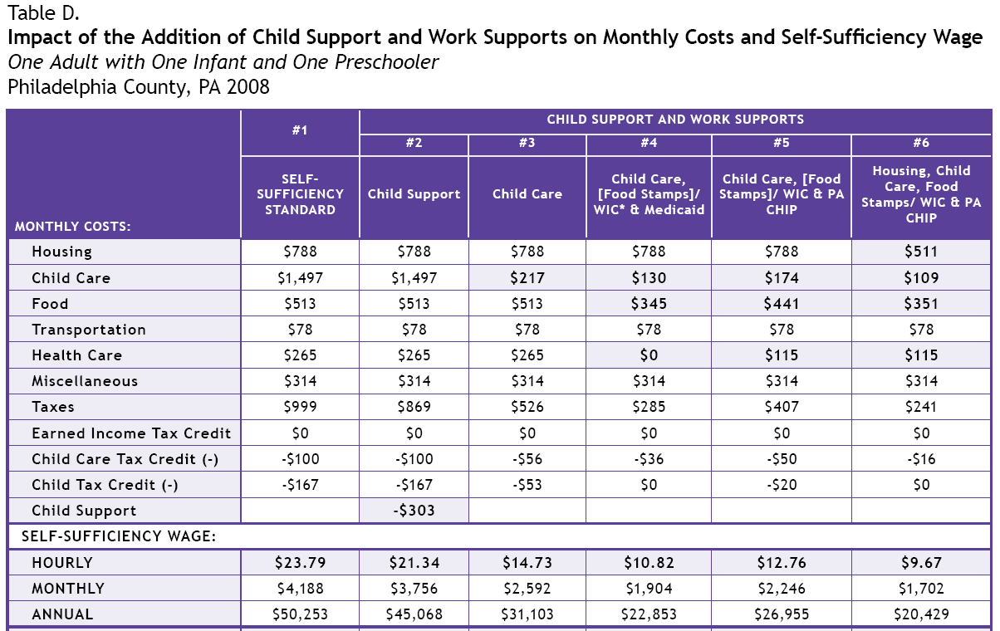 Table D.
Impact of the Addition of Child Support and Work Supports on Monthly Costs and Self-Sufficiency Wage
One Adult with One Infant and One Preschooler
Philadelphia County, PA 2008
#1 CHILD SUPPORT AND WORK SUPPORTS
#2 #3 #4 #5 #6
MONTHLY COSTS:
SELF-
SUFFICIENCY
STANDARD
Child Support
Child Care
Child Care,
[Food Stamps]/
WIC* & Medicaid
Child Care, [Food
Stamps]/ WIC & PA
CHIP
Housing, Child
Care, Food
Stamps/ WIC & PA
CHIP
Housing $788 $788 $788 $788 $788 $511
Child Care $1,497 $1,497 $217 $130 $174 $109
Food $513 $513 $513 $345 $441 $351
Transportation $78 $78 $78 $78 $78 $78
Health Care $265 $265 $265 $0 $115 $115
Miscellaneous $314 $314 $314 $314 $314 $314
Taxes $999 $869 $526 $285 $407 $241
Earned Income Tax Credit $0 $0 $0 $0 $0 $0
Child Care Tax Credit (-) -$100 -$100 -$56 -$36 -$50 -$16
Child Tax Credit (-) -$167 -$167 -$53 $0 -$20 $0
Child Support -$303
SELF-SUFFICIENCY WAGE:
HOURLY $23.79 $21.34 $14.73 $10.82 $12.76 $9.67
MONTHLY $4,188 $3,756 $2,592 $1,904 $2,246 $1,702
ANNUAL $50,253 $45,068 $31,103 $22,853 $26,955 $20,429